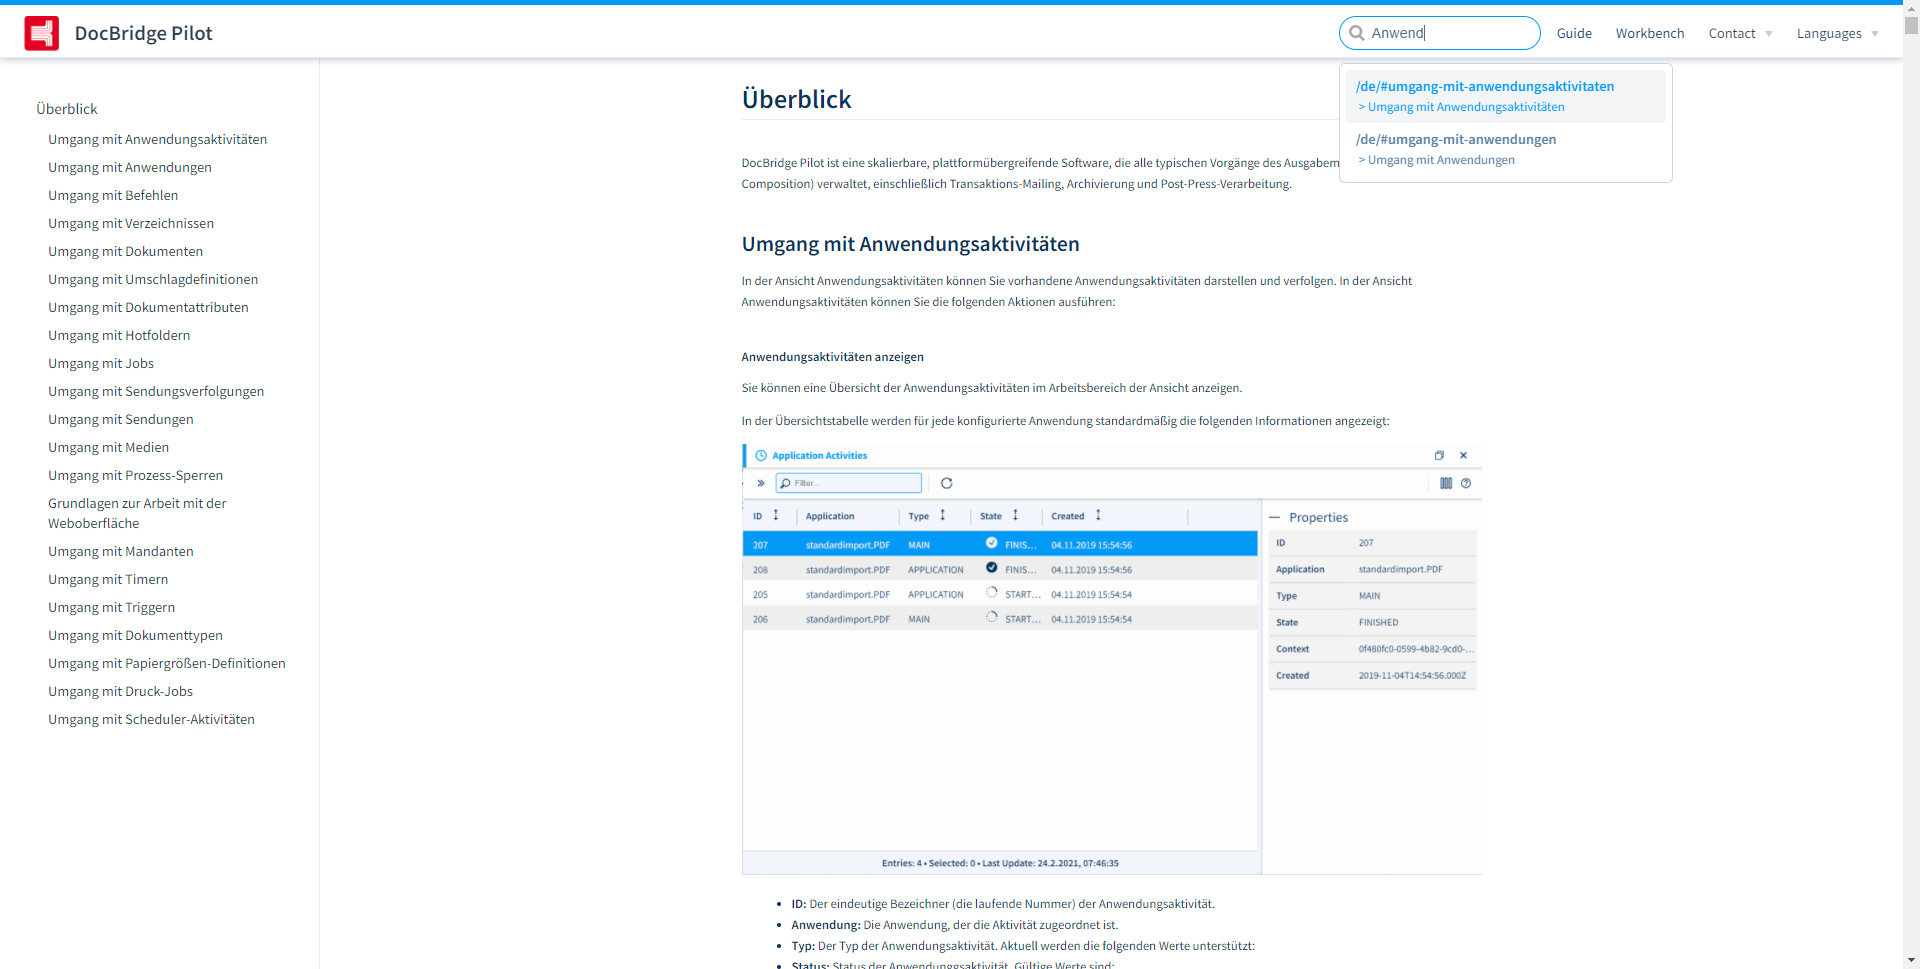 DocBridge Pilot
Anwend
Guide
Workbench
Contact
Languages
/de/#umgang-mit-anwendungsaktivitaten
> Umgang mit Anwendungsaktivitäten
/de/#umgang-mit-anwendungen
> Umgang mit Anwendungen
Überblick
Umgang mit Anwendungsaktivitäten
Umgang mit Anwendungen
Umgang mit Befehlen
Umgang mit Verzeichnissen
Umgang mit Dokumenten
Umgang mit Umschlagdefinitionen
Umgang mit Dokumentattributen
Umgang mit Hotfoldern
Umgang mit Jobs
Umgang mit Sendungsverfolgungen
Umgang mit Sendungen
Umgang mit Medien
Umgang mit Prozess-Sperren
Grundlagen zur Arbeit mit der
Weboberfläche
Umgang mit Mandanten
Umgang mit Timern
Umgang mit Triggern
Umgang mit Dokumenttypen
Umgang mit Papiergrößen-Definitionen
Umgang mit Druck-Jobs
Umgang mit Scheduler-Aktivitäten
Überblick
DocBridge Pilot ist eine skalierbare, plattformübergreifende Software, die alle typischen Vorgänge des Ausgabem
Composition) verwaltet, einschließlich Transaktions-Mailing, Archivierung und Post-Press-Verarbeitung.
Umgang mit Anwendungsaktivitäten
In der Ansicht Anwendungsaktivitäten können Sie vorhandene Anwendungsaktivitäten darstellen und verfolgen. In der Ansicht
Anwendungsaktivitäten können Sie die folgenden Aktionen ausführen:
Anwendungsaktivitäten anzeigen
Sie können eine Übersicht der Anwendungsaktivitäten im Arbeitsbereich der Ansicht anzeigen.
In der Übersichtstabelle werden für jede konfigurierte Anwendung standardmäßig die folgenden Informationen angezeigt:
Application Activities
Filter...
ID Application Type State Created
207 standardimport.PDF MAIN FINIS... 04.11.2019 15:54:56
208 standardimport.PDF APPLICATION FINIS... 04.11.2019 15:54:56
205 standardimport.PDF APPLICATION START... 04.11.2019 15:54:54
206 standardimport.PDF MAIN START... 04.11.2019 15:54:54
Entries: 4 • Selected: 0 • Last Update: 24.2.2021, 07:46:35
Properties
ID 207
Application standardimport.PDF
Type MAIN
State FINISHED
Context 0f480fc0-0599-4b82-9cd0-...
Created 2019-11-04T14:54:56.000Z
• ID: Der eindeutige Bezeichner (die laufende Nummer) der Anwendungsaktivität.
• Anwendung: Die Anwendung, der die Aktivität zugeordnet ist.
• Typ: Der Typ der Anwendungsaktivität. Aktuell werden die folgenden Werte unterstützt:
• Status: Status der Anwenduggsaktivität. Gültige Werte sind: